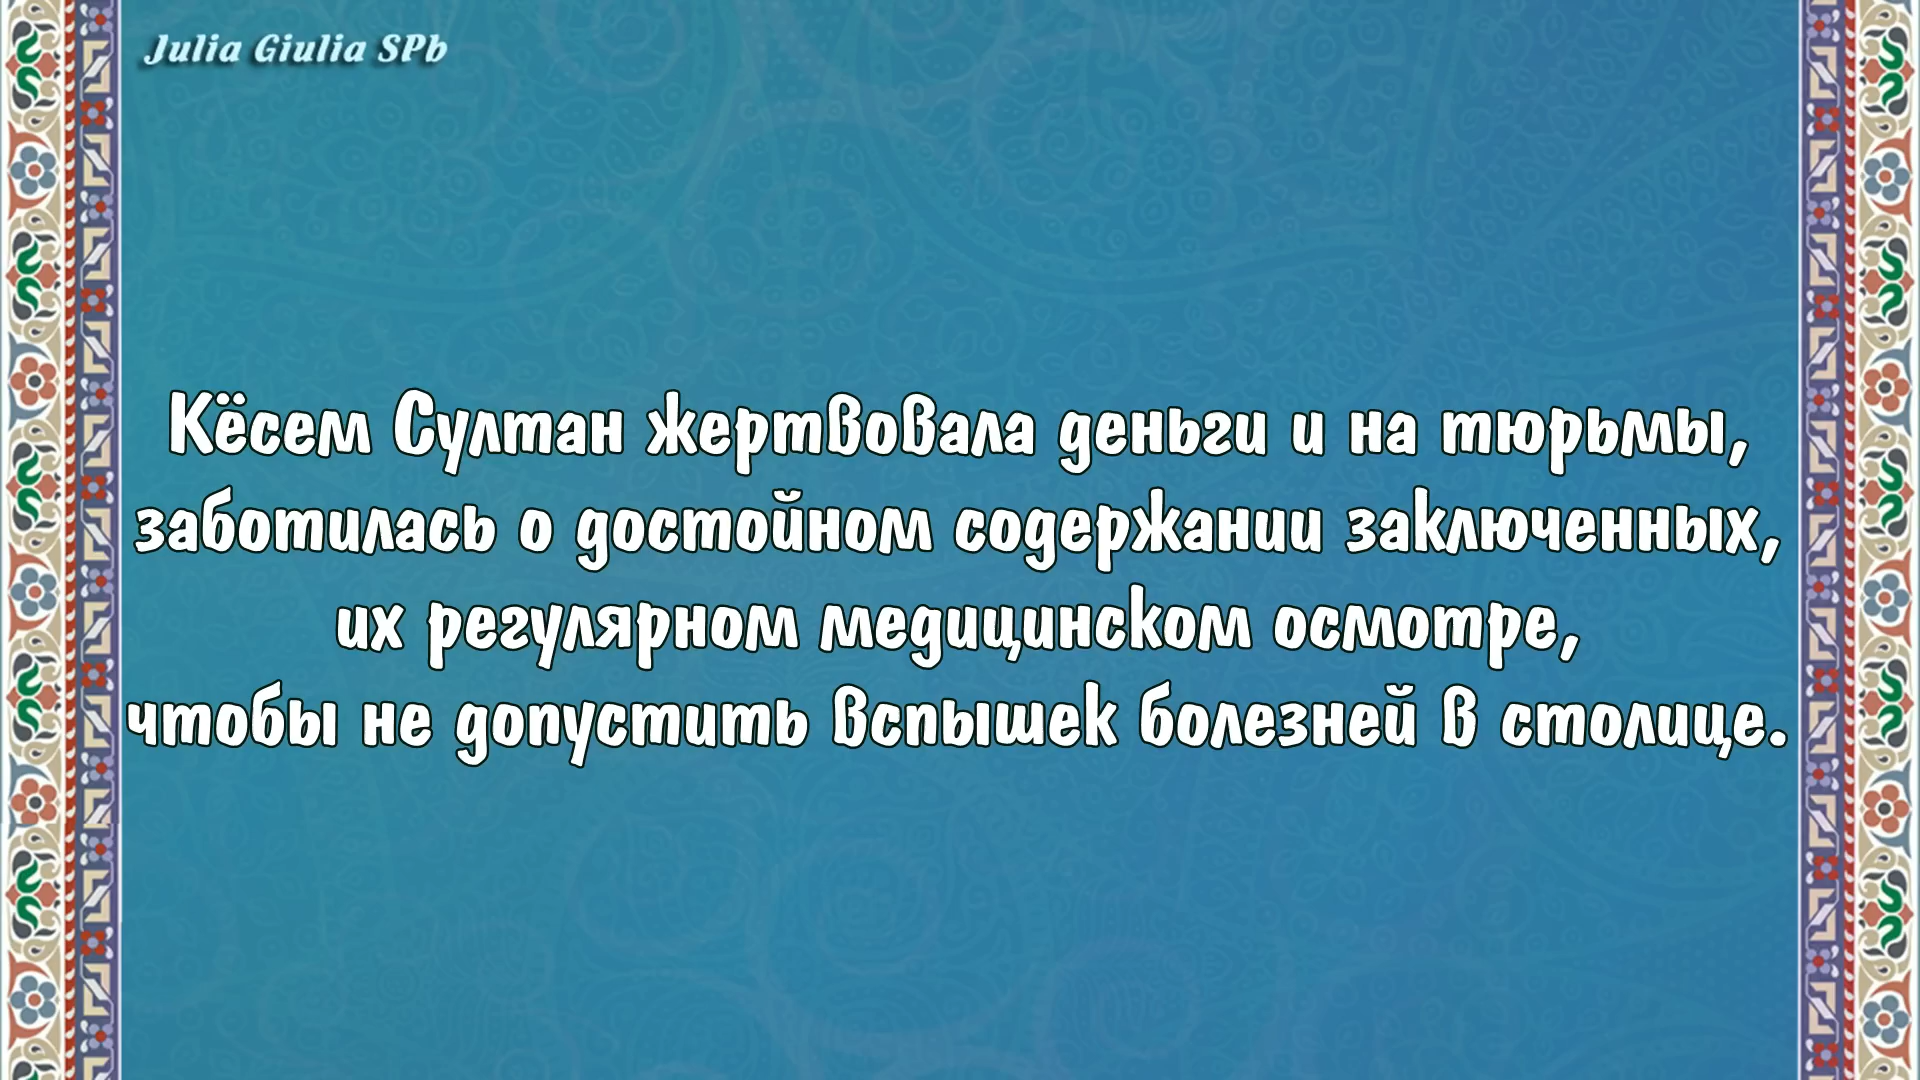 Julia Giulia SPb
Кёсем Султан жертвовала деньги и на тюрьмы,
заботилась о достойном содержании заключенных,
их регулярном медицинском осмотре,
чтобы не допустить вспышек болезней в столице.